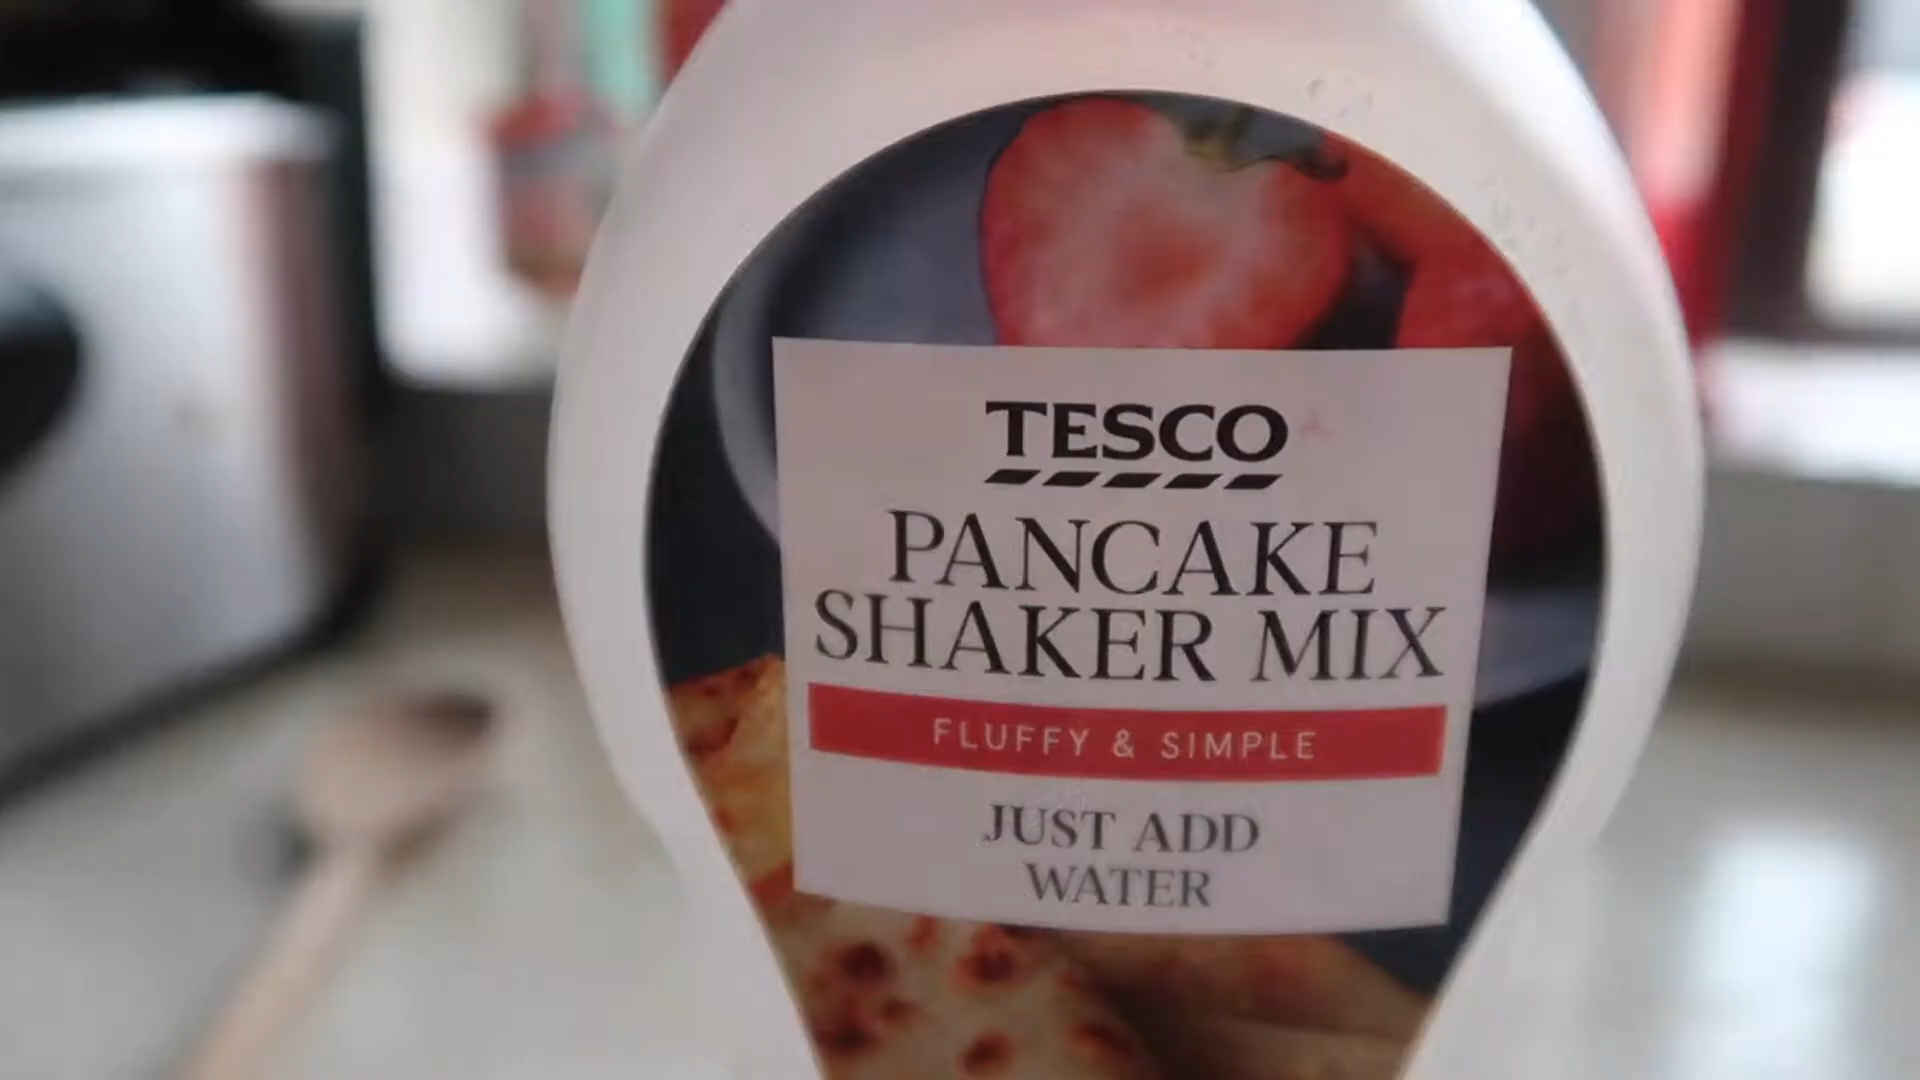 TESCO
PANCAKE
SHAKER MIX
FLUFFY & SIMPLE
JUST ADD
WATER